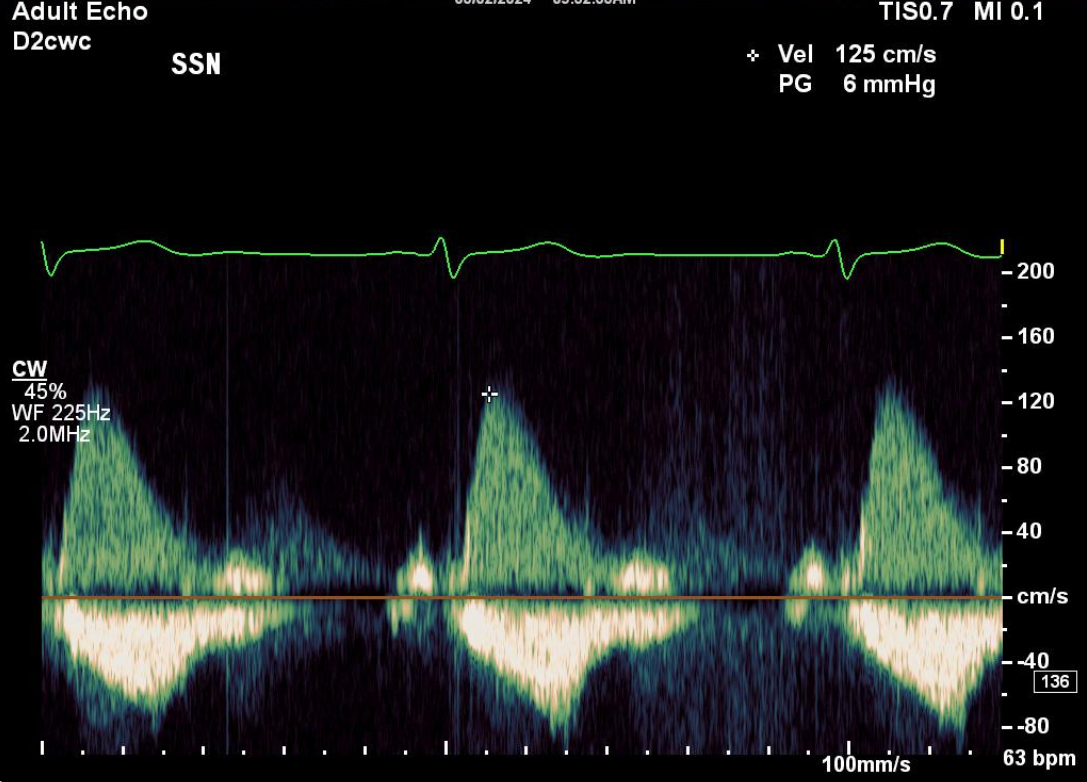 Adult Echo
TIS0.7 MI 0.1
D2cwc
SSN
Vel 125 cm/s
PG 6 mmHg
200
160
CW
45%
WF 225Hz
2.0MHz
120
80
40
cm/s
-40
136
-80
63 bpm
100mm/s